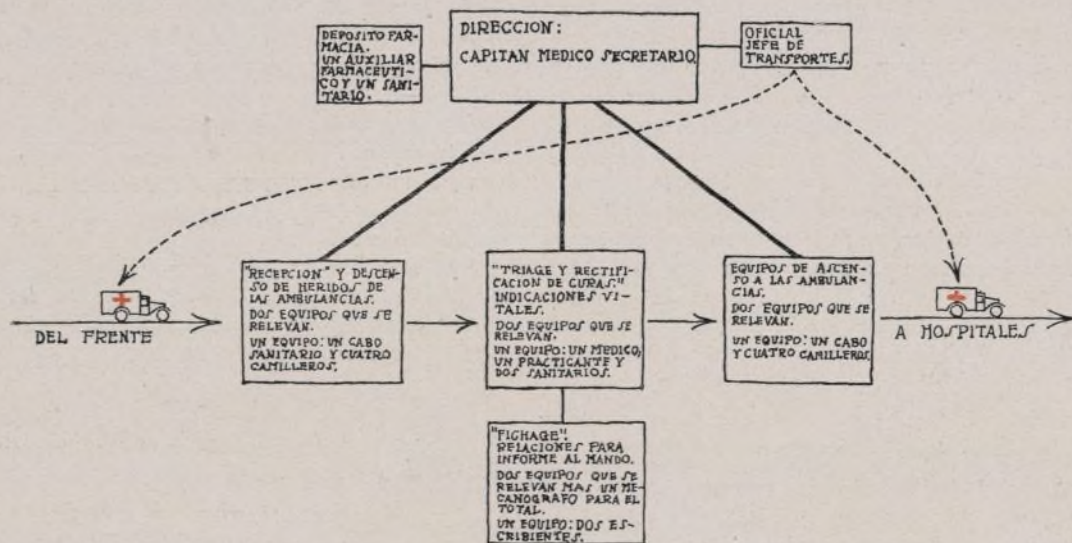 DEPOSITO FAR-
MACIA.
UN AUXILIAR
FARMACEUTI-
CO Y UN SANI-
TARIO.
DIRECCION:
CAPITAN MEDICO SECRETARIO.
OFICIAL
JEFE DE
TRANSPORTES.
DEL FRENTE
"RECEPCION" Y DESCEN-
SO DE HERIDOS DE
LAS AMBULANCIAS.
DOS EQUIPOS QUE SE
RELEVAN.
UN EQUIPO: UN CABO
SANITARIO Y CUATRO
CAMILLEROS.
"TRIAGE Y RECTIFI-
CACION DE CURAS."
INDICACIONES VI-
TALES.
DOS EQUIPOS QUE SE
RELEVAN.
UN EQUIPO: UN MEDICO,
UN PRACTICANTE Y
DOS SANITARIOS.
EQUIPOS DE ASCEN-
SO A LAS AMBULAN-
CIAS.
DOS EQUIPOS QUE SE
RELEVAN.
UN EQUIPO: UN CABO
Y CUATRO CAMILLEROS.
A HOSPITALES
"FICHAGE".
RELACIONES PARA
INFORME AL MANDO.
DOS EQUIPOS QUE SE
RELEVAN MAS UN ME-
CANOGRAFO PARA EL
TOTAL.
UN EQUIPO: DOS ES-
CRIBIENTES.